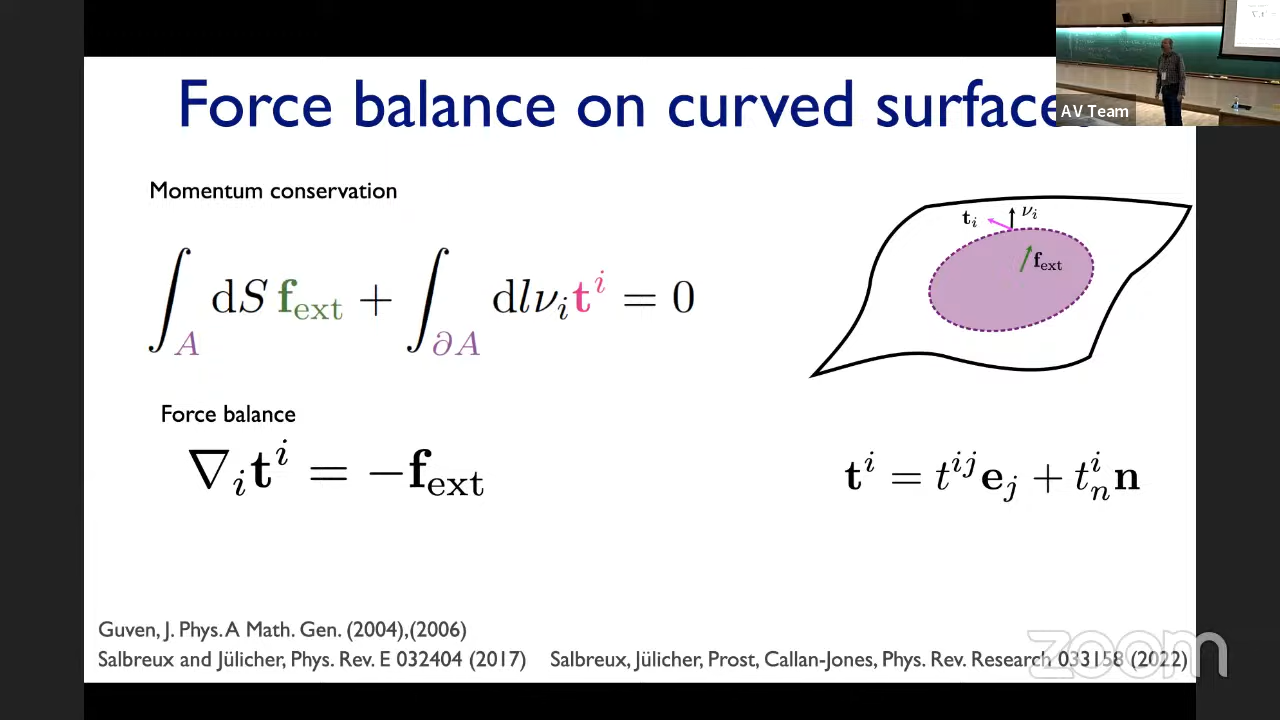 Force balance on curved surface
AV Team
Momentum conservation
∫_A dS f_ext + ∫_∂A dl ν_i t^i = 0
t_i
ν_i
f_ext
Force balance
∇_i t^i = −f_ext
t^i = t^{ij} e_j + t_n^i n
Guven, J. Phys. A Math. Gen. (2004),(2006)
Salbreux and Jülicher, Phys. Rev. E 032404 (2017) Salbreux, Jülicher, Prost, Callan-Jones, Phys. Rev. Research 033158 (2022)
zoom